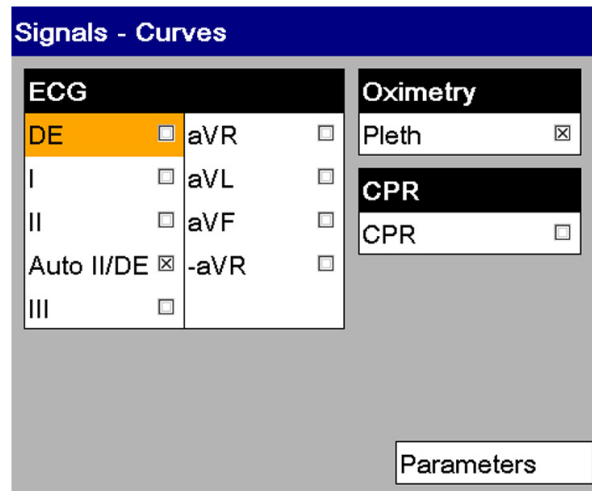 Signals - Curves
ECG
DE
I
II
Auto II/DE
III
aVR
aVL
aVF
-aVR
Oximetry
Pleth
CPR
CPR
Parameters